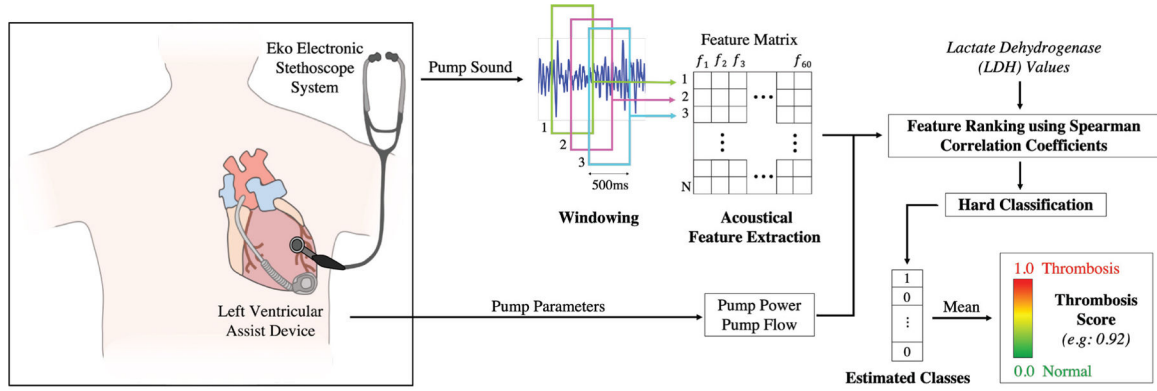 Eko Electronic
Stethoscope
System
Left Ventricular
Assist Device
Pump Sound
1
2
3
500ms
Windowing
Feature Matrix
f1 f2 f3 f60
1
2
3
N
Acoustical
Feature Extraction
Pump Parameters
Pump Power
Pump Flow
Lactate Dehydrogenase
(LDH) Values
Feature Ranking using Spearman
Correlation Coefficients
Hard Classification
1
0
0
Estimated Classes
Mean
1.0 Thrombosis
Thrombosis
Score
(e.g: 0.92)
0.0 Normal